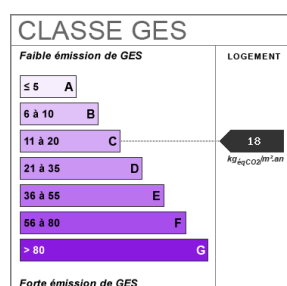 CLASSE GES
Faible émission de GES
LOGEMENT
≤ 5 A
6 à 10 B
11 à 20 C
18
kgéqCO2/m².an
21 à 35 D
36 à 55 E
56 à 80 F
> 80 G
Forte émission de GES